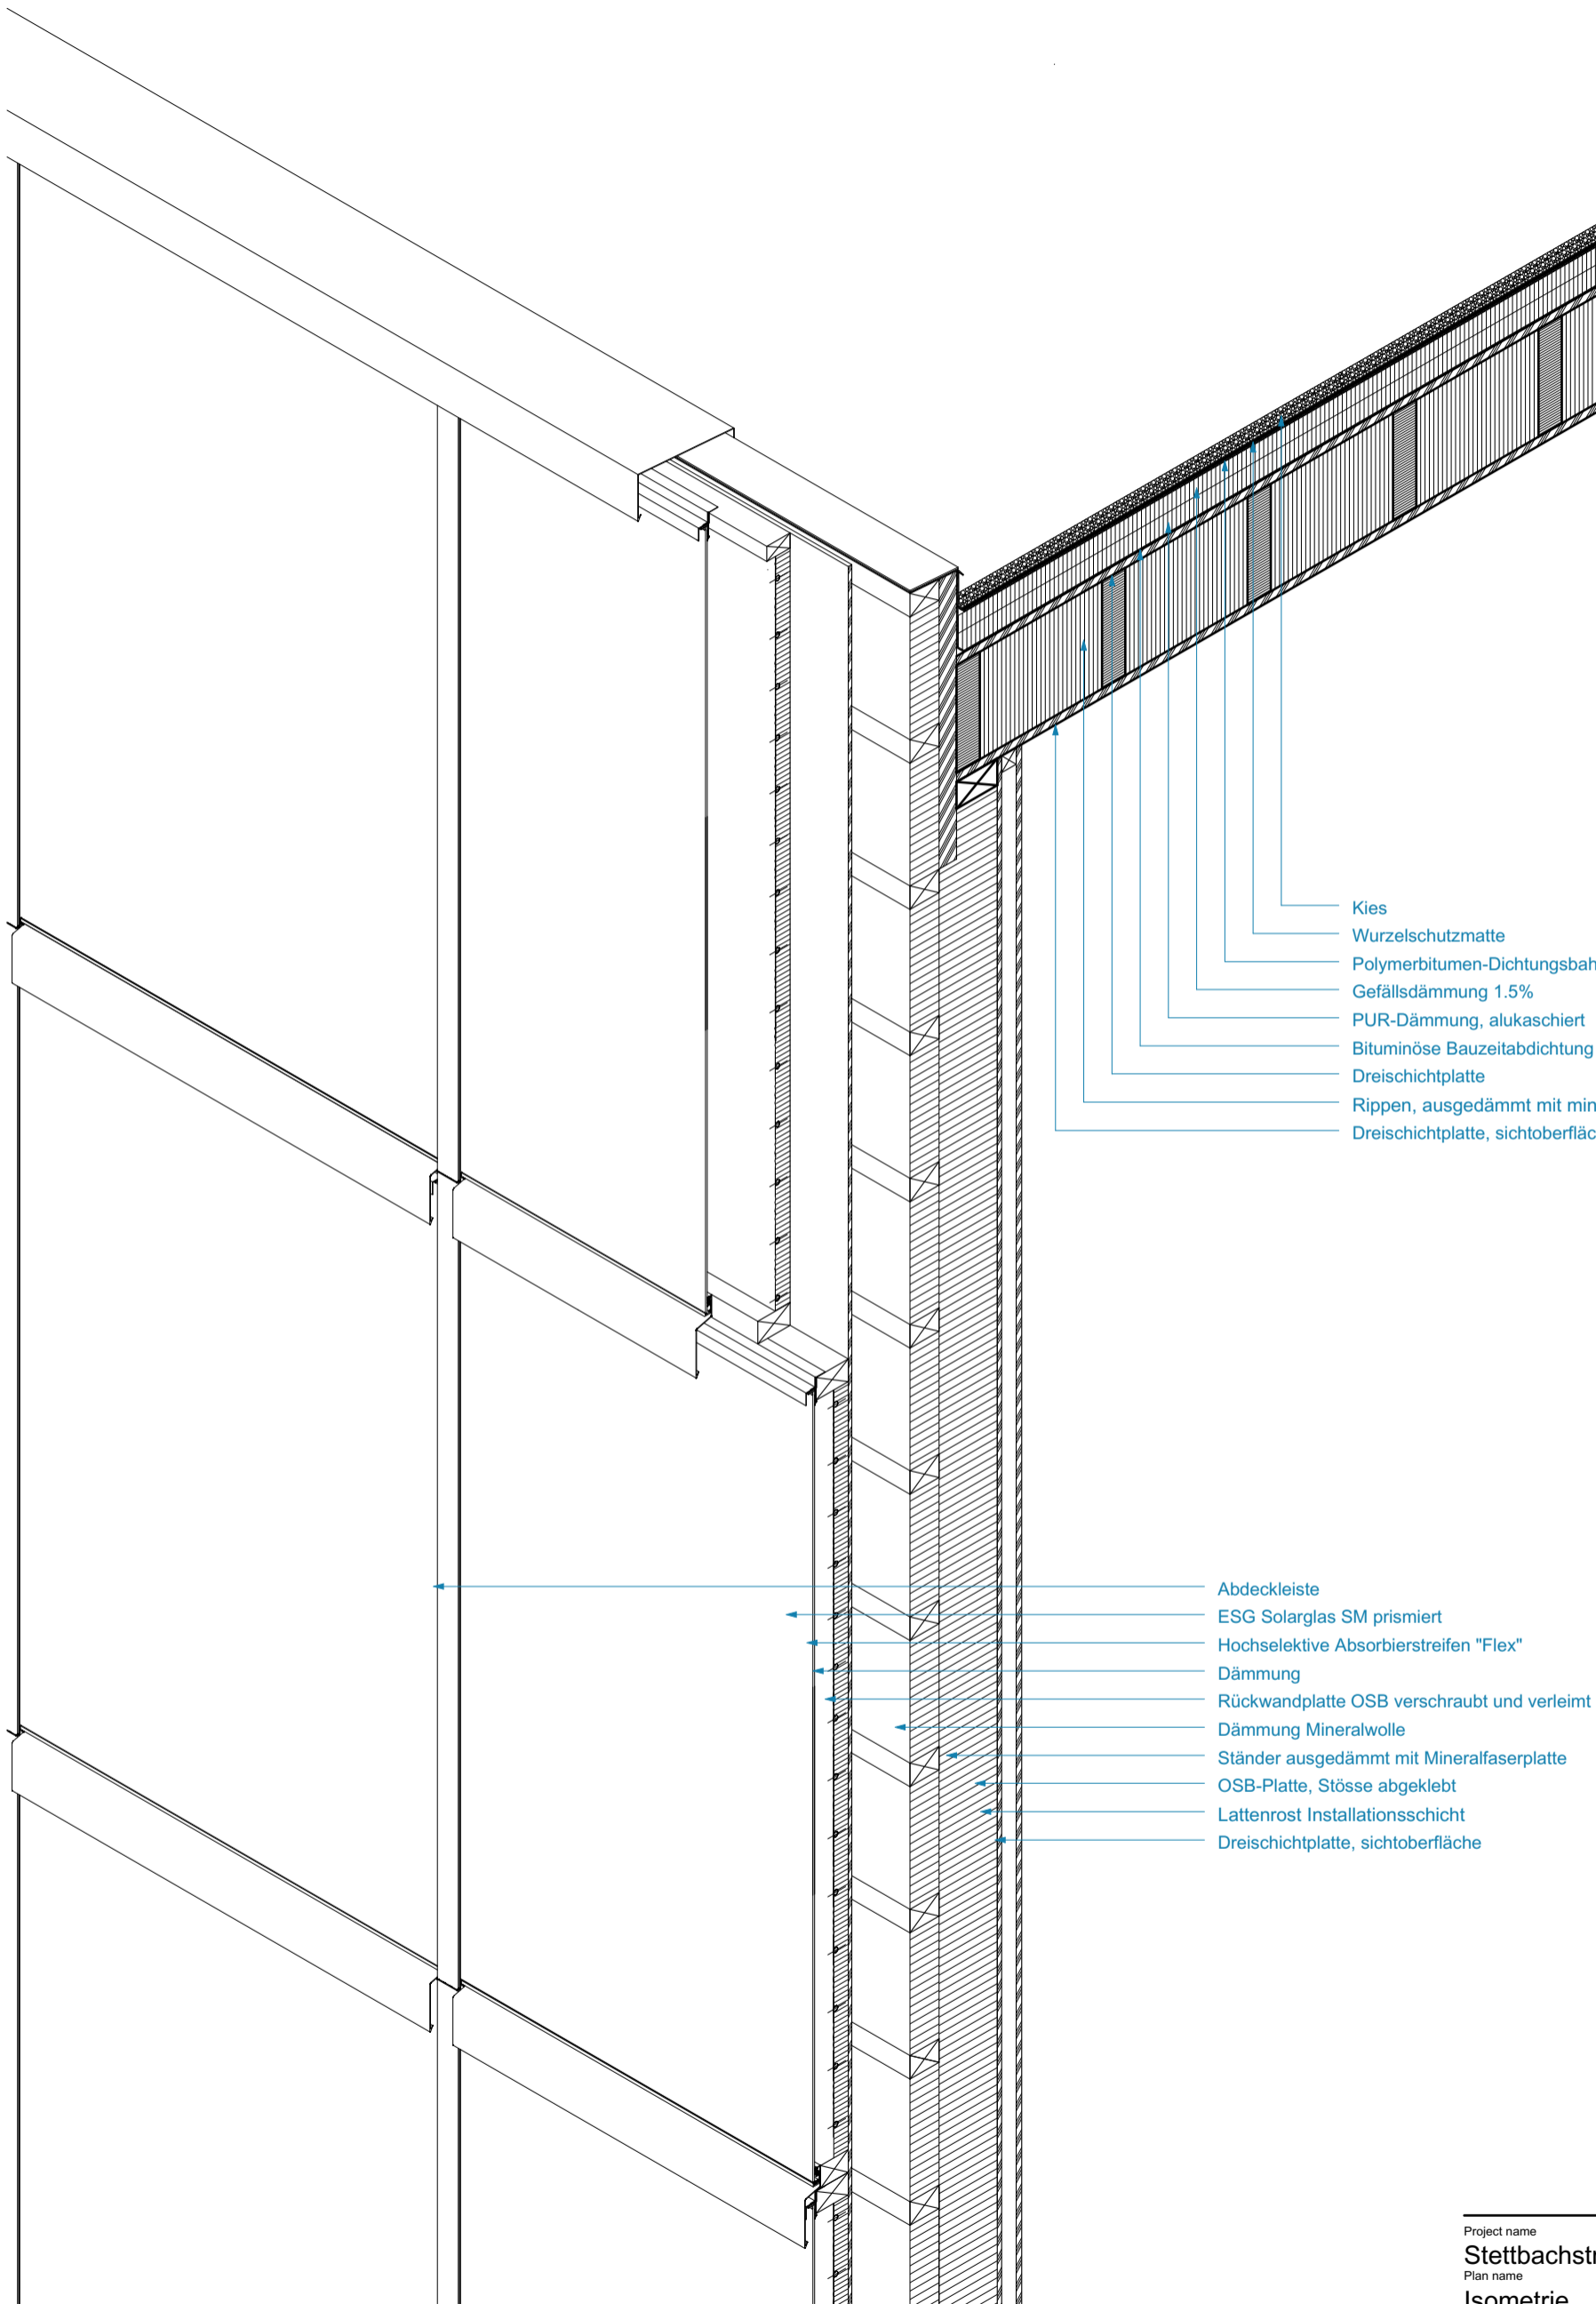 Kies
Wurzelschutzmatte
Polymerbitumen-Dichtungsbah
Gefällsdämmung 1.5%
PUR-Dämmung, alukaschiert
Bituminöse Bauzeitabdichtung
Dreischichtplatte
Rippen, ausgedämmt mit min
Dreischichtplatte, sichtoberfläc
Abdeckleiste
ESG Solarglas SM prismiert
Hochselektive Absorbierstreifen "Flex"
Dämmung
Rückwandplatte OSB verschraubt und verleimt
Dämmung Mineralwolle
Ständer ausgedämmt mit Mineralfaserplatte
OSB-Platte, Stösse abgeklebt
Lattenrost Installationsschicht
Dreischichtplatte, sichtoberfläche
Project name
Stettbachstr
Plan name
Isometrie